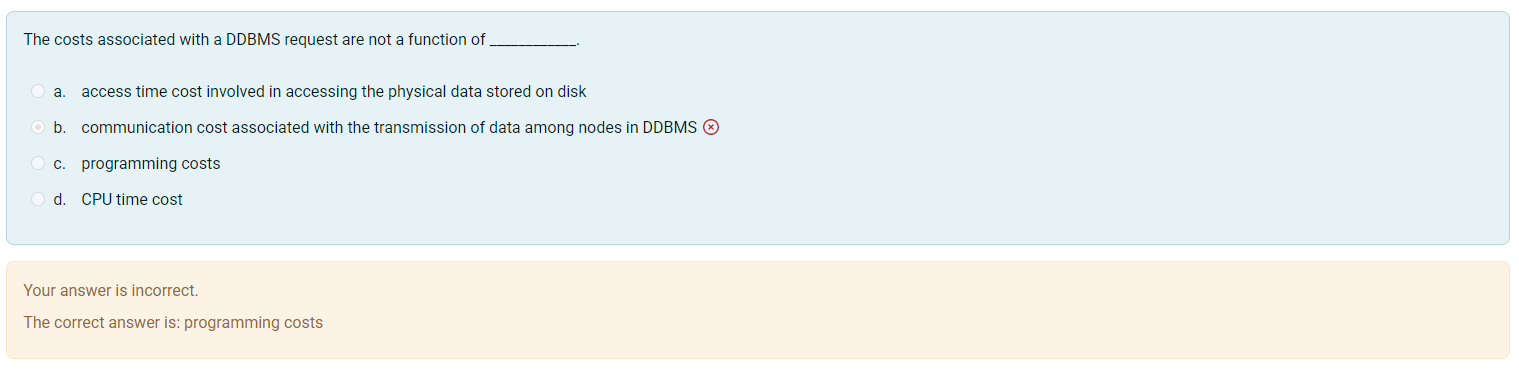 The costs associated with a DDBMS request are not a function of ____________.
a. access time cost involved in accessing the physical data stored on disk
b. communication cost associated with the transmission of data among nodes in DDBMS
c. programming costs
d. CPU time cost
Your answer is incorrect.
The correct answer is: programming costs